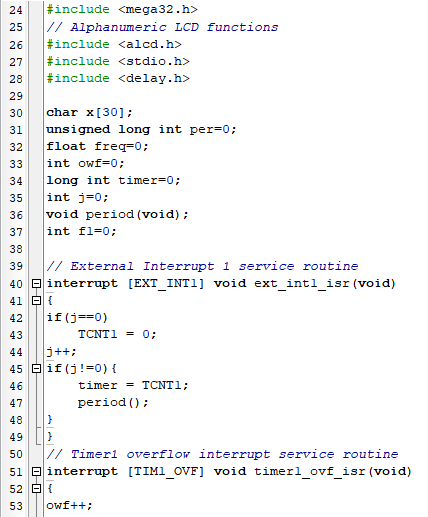 24 #include <mega32.h>
25 // Alphanumeric LCD functions
26 #include <alcd.h>
27 #include <stdio.h>
28 #include <delay.h>
29
30 char x[30];
31 unsigned long int per=0;
32 float freq=0;
33 int owf=0;
34 long int timer=0;
35 int j=0;
36 void period(void);
37 int fl=0;
38
39 // External Interrupt 1 service routine
40 interrupt [EXT_INT1] void ext_int1_isr(void)
41 {
42 if(j==0)
43     TCNT1 = 0;
44 j++;
45 if(j!=0){
46     timer = TCNT1;
47     period();
48 }
49 }
50 // Timer1 overflow interrupt service routine
51 interrupt [TIM1_OVF] void timer1_ovf_isr(void)
52 {
53 owf++;